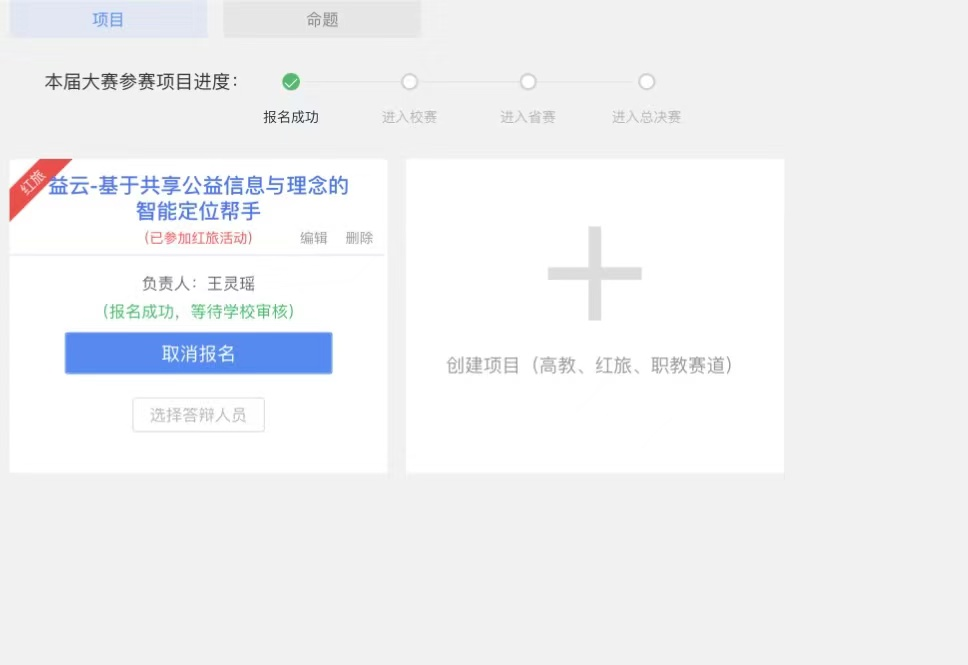 项目
命题
本届大赛参赛项目进度：
报名成功
进入校赛
进入省赛
进入总决赛
红旅
益云-基于共享公益信息与理念的
智能定位帮手
（已参加红旅活动）
编辑
删除
负责人：王灵瑶
（报名成功，等待学校审核）
取消报名
选择答辩人员
创建项目（高教、红旅、职教赛道）